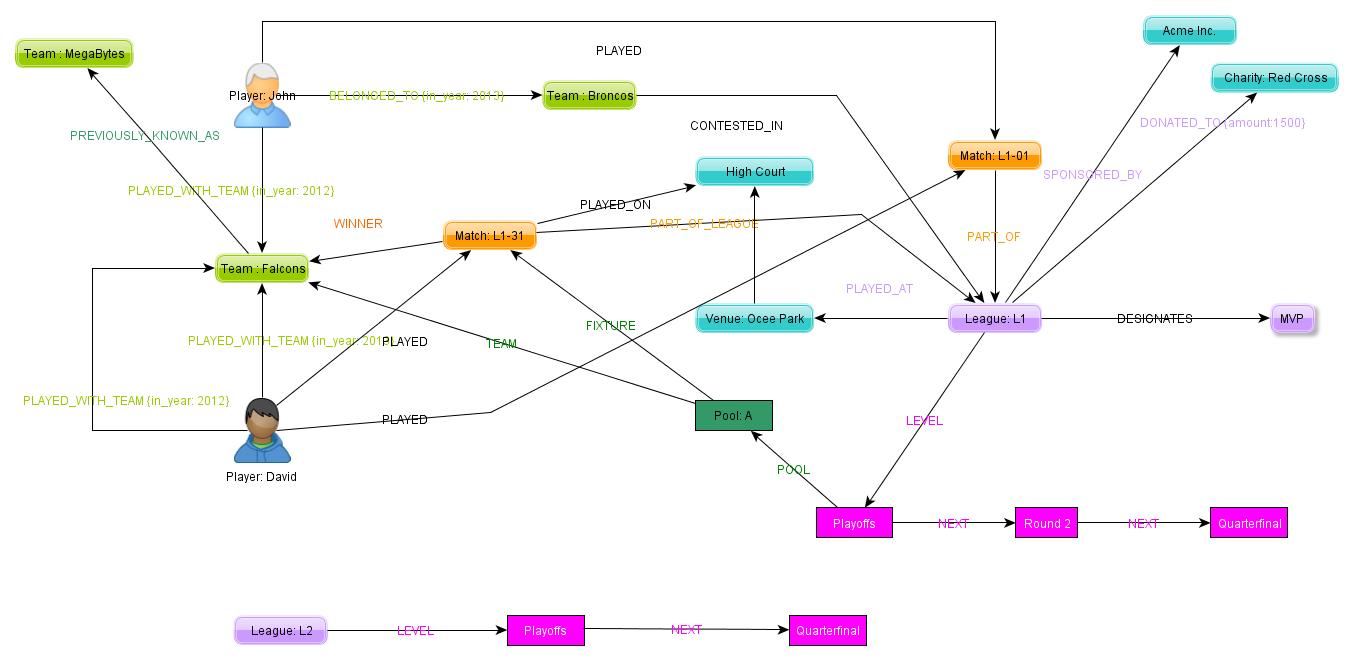 Acme Inc.
PLAYED
Team : MegaBytes
Charity: Red Cross
Player: John
BELONGED_TO {in_year: 2013}
Team : Broncos
DONATED_TO {amount:1500}
CONTESTED_IN
PREVIOUSLY_KNOWN_AS
Match: L1-01
High Court
SPONSORED_BY
PLAYED_WITH_TEAM {in_year: 2012}
PLAYED_ON
WINNER
PART_OF_LEAGUE
Match: L1-31
PART_OF
Team : Falcons
PLAYED_AT
Venue: Ocee Park
League: L1
DESIGNATES
MVP
FIXTURE
PLAYED_WITH_TEAM {in_year:
PLAYED
TEAM
PLAYED_WITH_TEAM {in_year: 2012}
PLAYED
Pool: A
LEVEL
POOL
Player: David
Playoffs
NEXT
Round 2
NEXT
Quarterfinal
League: L2
LEVEL
Playoffs
NEXT
Quarterfinal